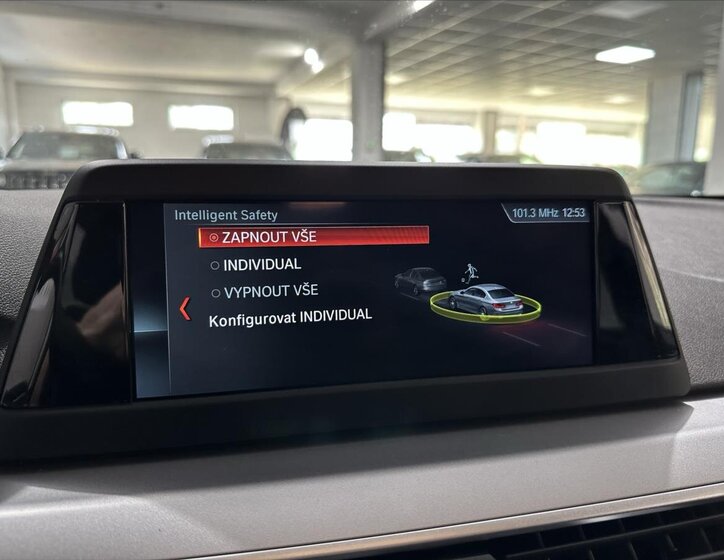 Intelligent Safety
101.3 MHz 12:53
ZAPNOUT VŠE
INDIVIDUAL
VYPNOUT VŠE
Konfigurovat INDIVIDUAL